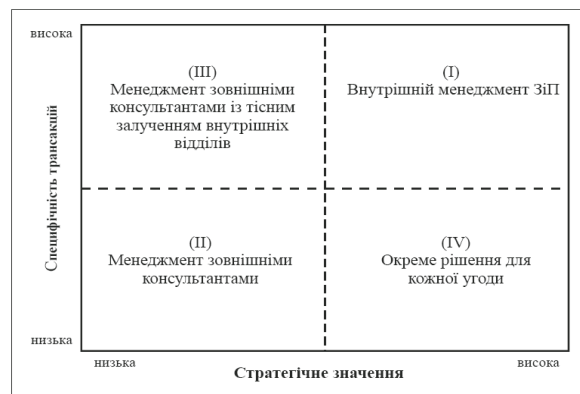 висока
Специфічність трансакцій
низька
(III)
Менеджмент зовнішніми
консультантами із тісним
залученням внутрішніх
відділів
(I)
Внутрішній менеджмент ЗіП
(II)
Менеджмент зовнішніми
консультантами
(IV)
Окреме рішення для
кожної угоди
низька
висока
Стратегічне значення